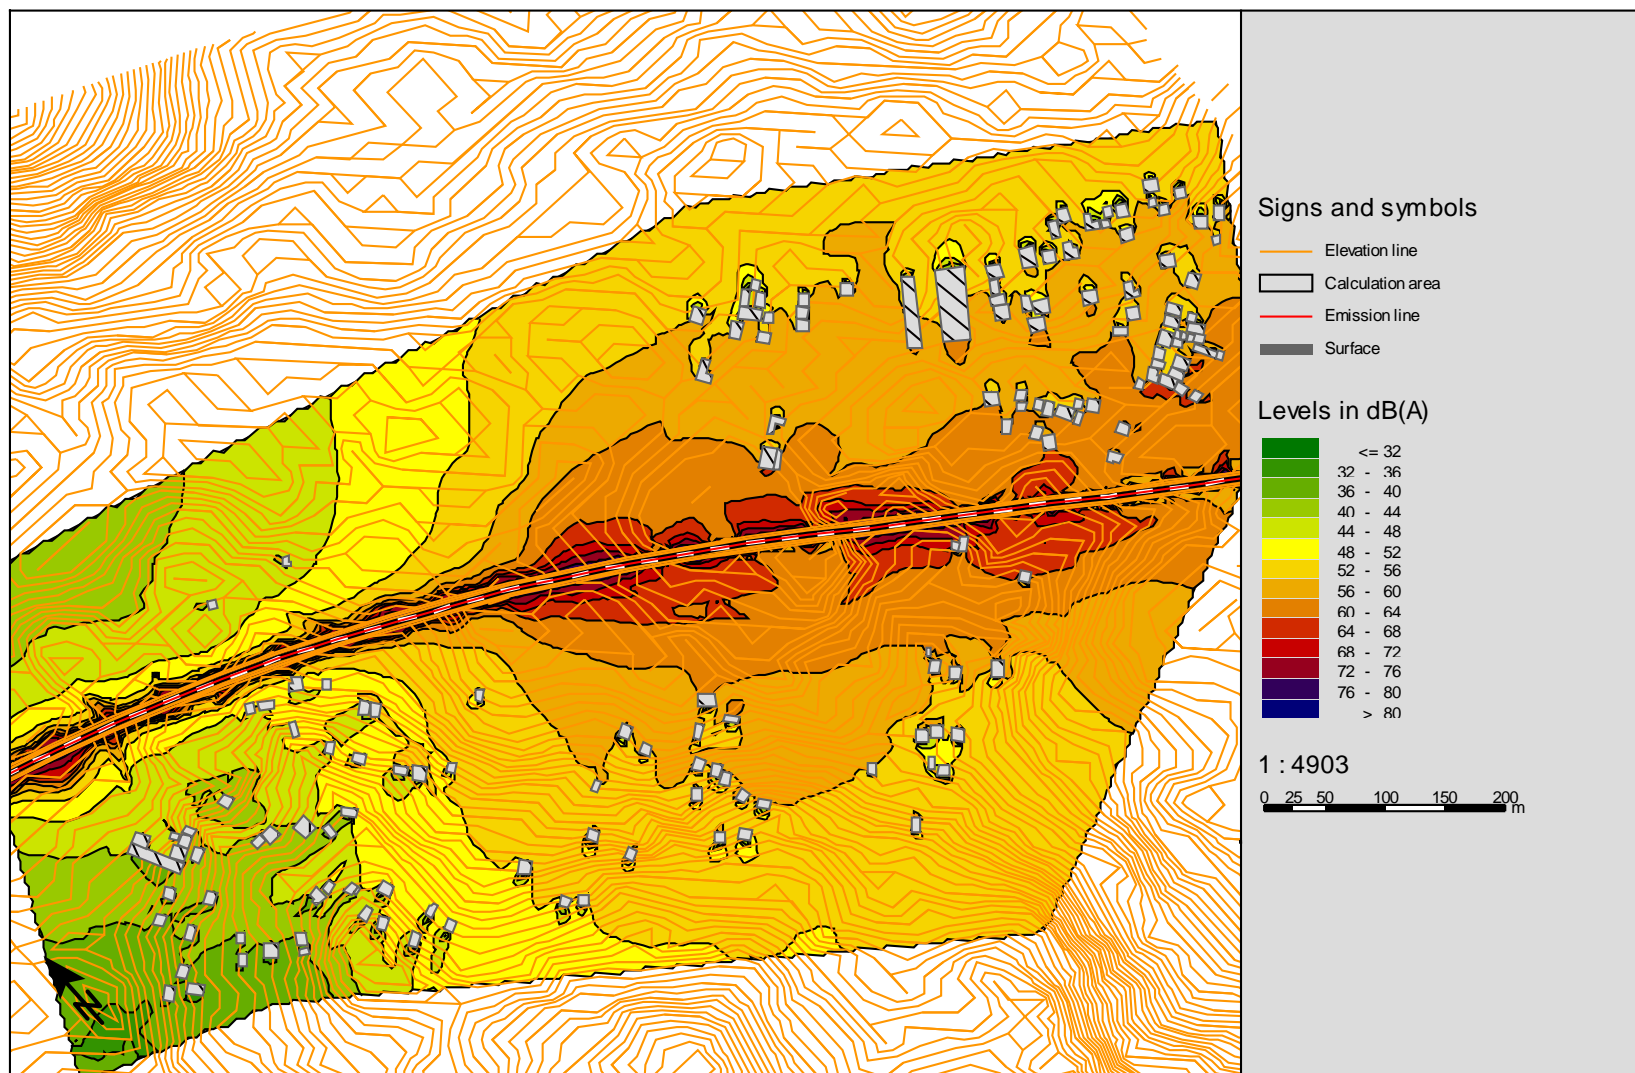 Signs and symbols
Elevation line
Calculation area
Emission line
Surface
Levels in dB(A)
<= 32
32 - 36
36 - 40
40 - 44
44 - 48
48 - 52
52 - 56
56 - 60
60 - 64
64 - 68
68 - 72
72 - 76
76 - 80
> 80
1 : 4903
0 25 50 100 150 200
m
N